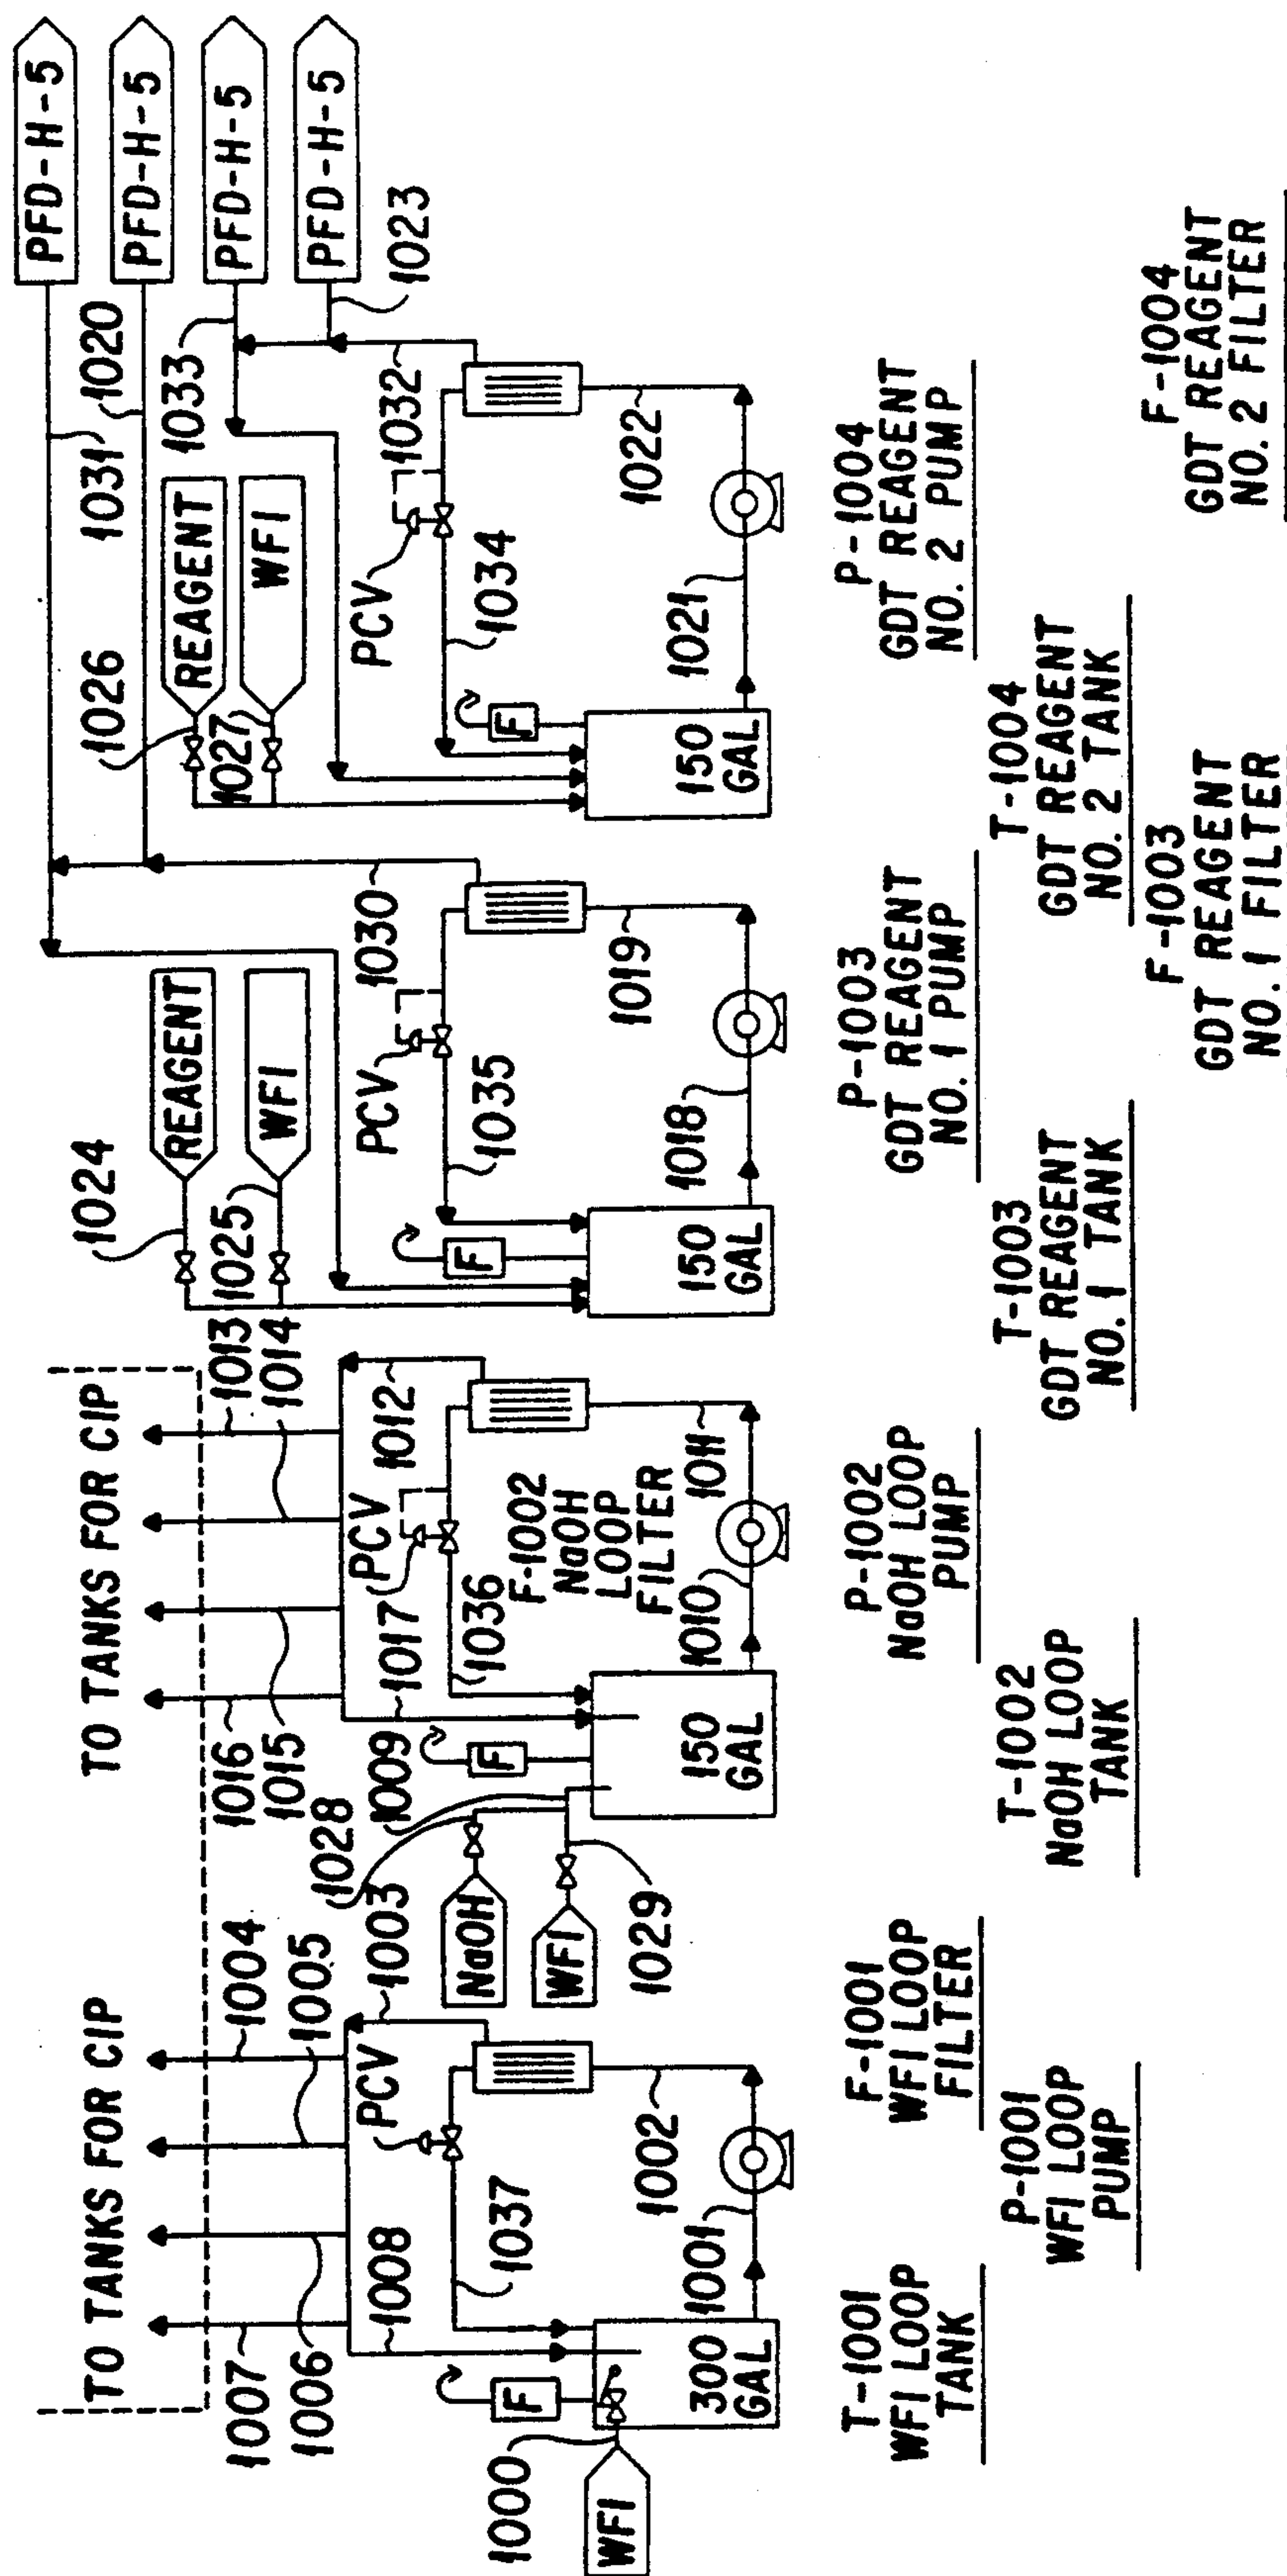 TO TANKS FOR CIP
1007
1006
1004
1005
1008
1003
PCV
1037
F
1000
WFI
300
GAL
1001
1002
T-1001
WFI LOOP
TANK
F-1001
WFI LOOP
FILTER
P-1001
WFI LOOP
PUMP
TO TANKS FOR CIP
1016
1015
1013
1014
1028
1009
1017
PCV
1012
1036
F
NaOH
WFI
1029
F-1002
NaOH
LOOP
FILTER
150
GAL
1010
1011
P-1002
NaOH LOOP
PUMP
T-1002
NaOH LOOP
TANK
1024
REAGENT
1025
WFI
PCV
1030
1035
F
150
GAL
1018
1019
P-1003
GDT REAGENT
NO. 1 PUMP
T-1003
GDT REAGENT
NO. 1 TANK
F-1003
GDT REAGENT
NO. 1 FILTER
PFD-H-5
PFD-H-5
PFD-H-5
PFD-H-5
1031
1020
1033
1023
1026
REAGENT
1027
WFI
PCV
1032
1034
F
150
GAL
1021
1022
P-1004
GDT REAGENT
NO. 2 PUMP
T-1004
GDT REAGENT
NO. 2 TANK
F-1004
GDT REAGENT
NO. 2 FILTER